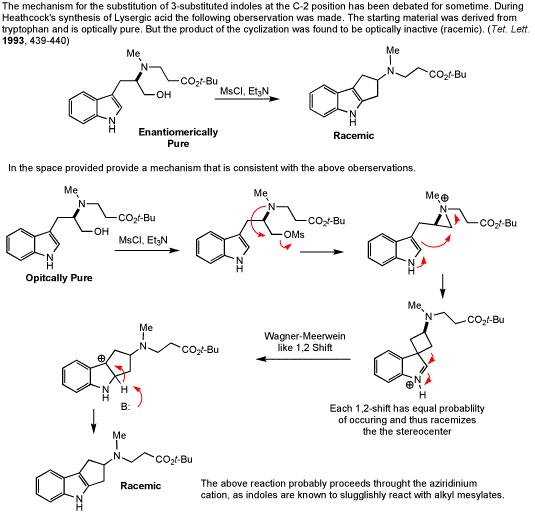 The mechanism for the substitution of 3-substituted indoles at the C-2 position has been debated for sometime. During
Heathcock's synthesis of Lysergic acid the following oberservation was made. The starting material was derived from
tryptophan and is optically pure. But the product of the cyclization was found to be optically inactive (racemic). (Tet. Lett.
1993, 439-440)
Me
N
CO2t-Bu
OH
N
H
Enantiomerically
Pure
MsCl, Et3N
Me
N
CO2t-Bu
N
H
Racemic
In the space provided provide a mechanism that is consistent with the above oberservations.
Me
N
CO2t-Bu
OH
N
H
Opitcally Pure
MsCl, Et3N
Me
N
CO2t-Bu
OMs
N
H
Me
N
⊕
CO2t-Bu
N
H
Me
N
CO2t-Bu
N
⊕
H
Each 1,2-shift has equal probablilty
of occuring and thus racemizes
the the stereocenter
Wagner-Meerwein
like 1,2 Shift
Me
N
CO2t-Bu
⊕
N
H
H
B:
Me
N
CO2t-Bu
N
H
Racemic
The above reaction probably proceeds throught the aziridinium
cation, as indoles are known to slugglishly react with alkyl mesylates.